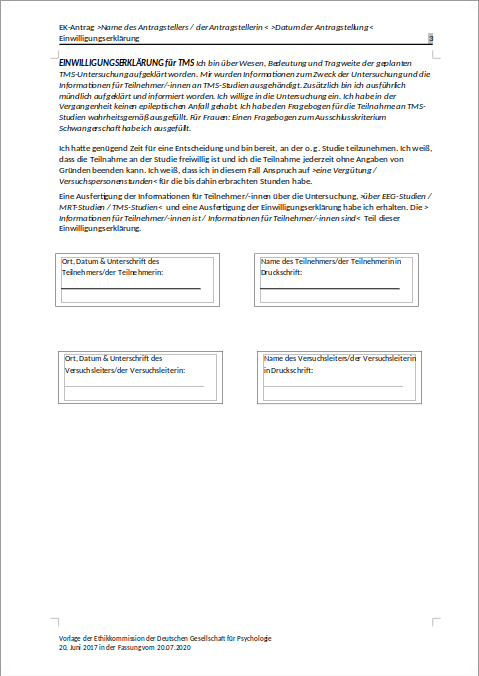 EK-Antrag >Name des Antragstellers / der Antragstellerin < >Datum der Antragstellung <
Einwilligungserklärung 3
EINWILLIGUNGSERKLÄRUNG für TMS Ich bin über Wesen, Bedeutung und Tragweite der geplanten
TMS-Untersuchung aufgeklärt worden. Mir wurden Informationen zum Zweck der Untersuchung und die
Informationen für Teilnehmer/-innen an TMS-Studien ausgehändigt. Zusätzlich bin ich ausführlich
mündlich aufgeklärt und informiert worden. Ich willige in die Untersuchung ein. Ich habe in der
Vergangenheit keinen epileptischen Anfall gehabt. Ich habe den Fragebogen für die Teilnahme an TMS-
Studien wahrheitsgemäß ausgefüllt. Für Frauen: Einen Fragebogen zum Ausschlusskriterium
Schwangerschaft habe ich ausgefüllt.
Ich hatte genügend Zeit für eine Entscheidung und bin bereit, an der o. g. Studie teilzunehmen. Ich weiß,
dass die Teilnahme an der Studie freiwillig ist und ich die Teilnahme jederzeit ohne Angaben von
Gründen beenden kann. Ich weiß, dass ich in diesem Fall Anspruch auf >eine Vergütung /
Versuchspersonenstunden< für die bis dahin erbrachten Stunden habe.
Eine Ausfertigung der Informationen für Teilnehmer/-innen über die Untersuchung, >über EEG-Studien /
MRT-Studien / TMS-Studien < und eine Ausfertigung der Einwilligungserklärung habe ich erhalten. Die >
Informationen für Teilnehmer/-innen ist / Informationen für Teilnehmer/-innen sind < Teil dieser
Einwilligungserklärung.
Ort, Datum & Unterschrift des
Teilnehmers/der Teilnehmerin:
Name des Teilnehmers/der Teilnehmerin in
Druckschrift:
Ort, Datum & Unterschrift des
Versuchsleiters/der Versuchsleiterin:
Name des Versuchsleiters/der Versuchsleiterin
in Druckschrift:
Vorlage der Ethikkommission der Deutschen Gesellschaft für Psychologie
20. Juni 2017 in der Fassung vom 20.07.2020